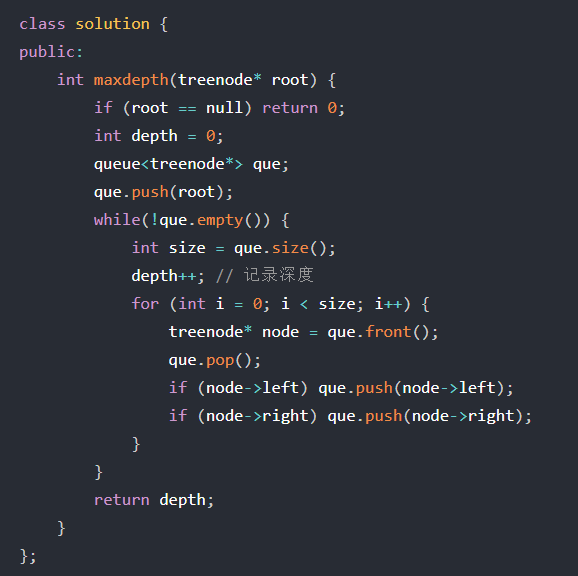 class solution {
public:
    int maxdepth(treenode* root) {
        if (root == null) return 0;
        int depth = 0;
        queue<treenode*> que;
        que.push(root);
        while(!que.empty()) {
            int size = que.size();
            depth++; // 记录深度
            for (int i = 0; i < size; i++) {
                treenode* node = que.front();
                que.pop();
                if (node->left) que.push(node->left);
                if (node->right) que.push(node->right);
            }
        }
        return depth;
    }
};